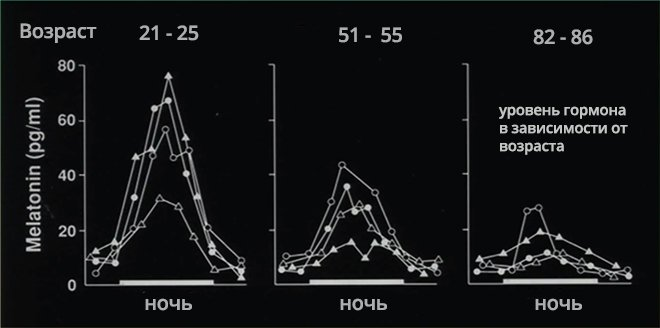 Возраст 21 - 25 51 - 55 82 - 86
Melatonin (pg/ml)
80
60
40
20
0
уровень гормона
в зависимости от
возраста
ночь ночь ночь